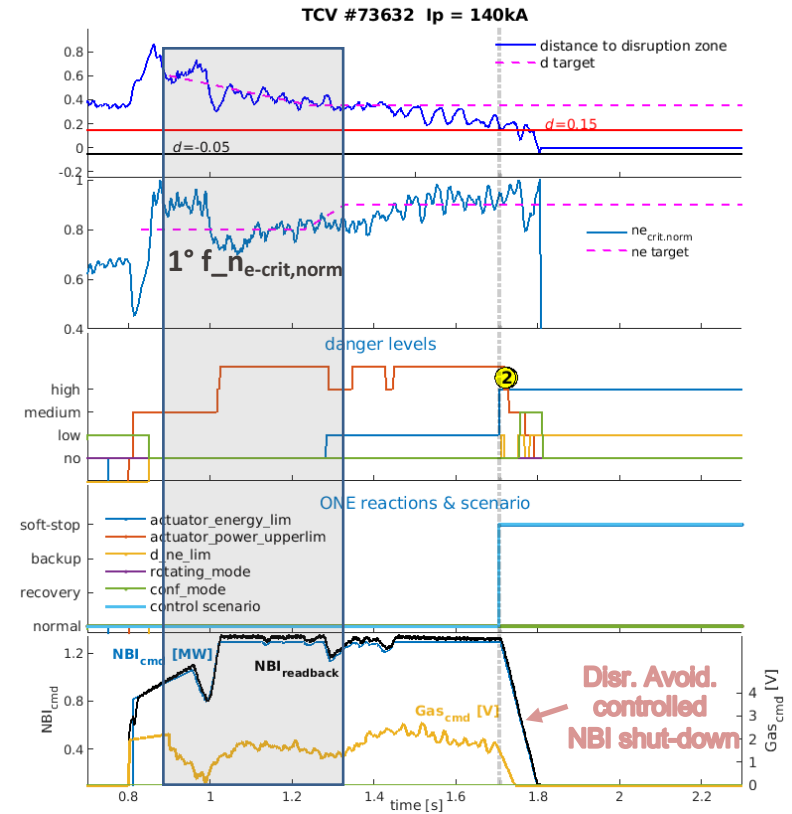 TCV #73632 Ip = 140kA
0.8
0.6
0.4
0.2
0
-0.2
distance to disruption zone
d target
d=0.15
d=-0.05
1
0.8
0.6
0.4
1° f_ne-crit,norm
necrit.norm
ne target
danger levels
high
medium
low
no
2
ONE reactions & scenario
soft-stop
backup
recovery
normal
actuator_energy_lim
actuator_power_upperlim
d_ne_lim
rotating_mode
conf_mode
control scenario
NBIcmd [MW]
NBIreadback
Gascmd [V]
Disr. Avoid.
controlled
NBI shut-down
NBIcmd
1.2
0.8
0.4
Gascmd [V]
4
3
2
1
0
0.8 1 1.2 1.4 1.6 1.8 2 2.2
time [s]